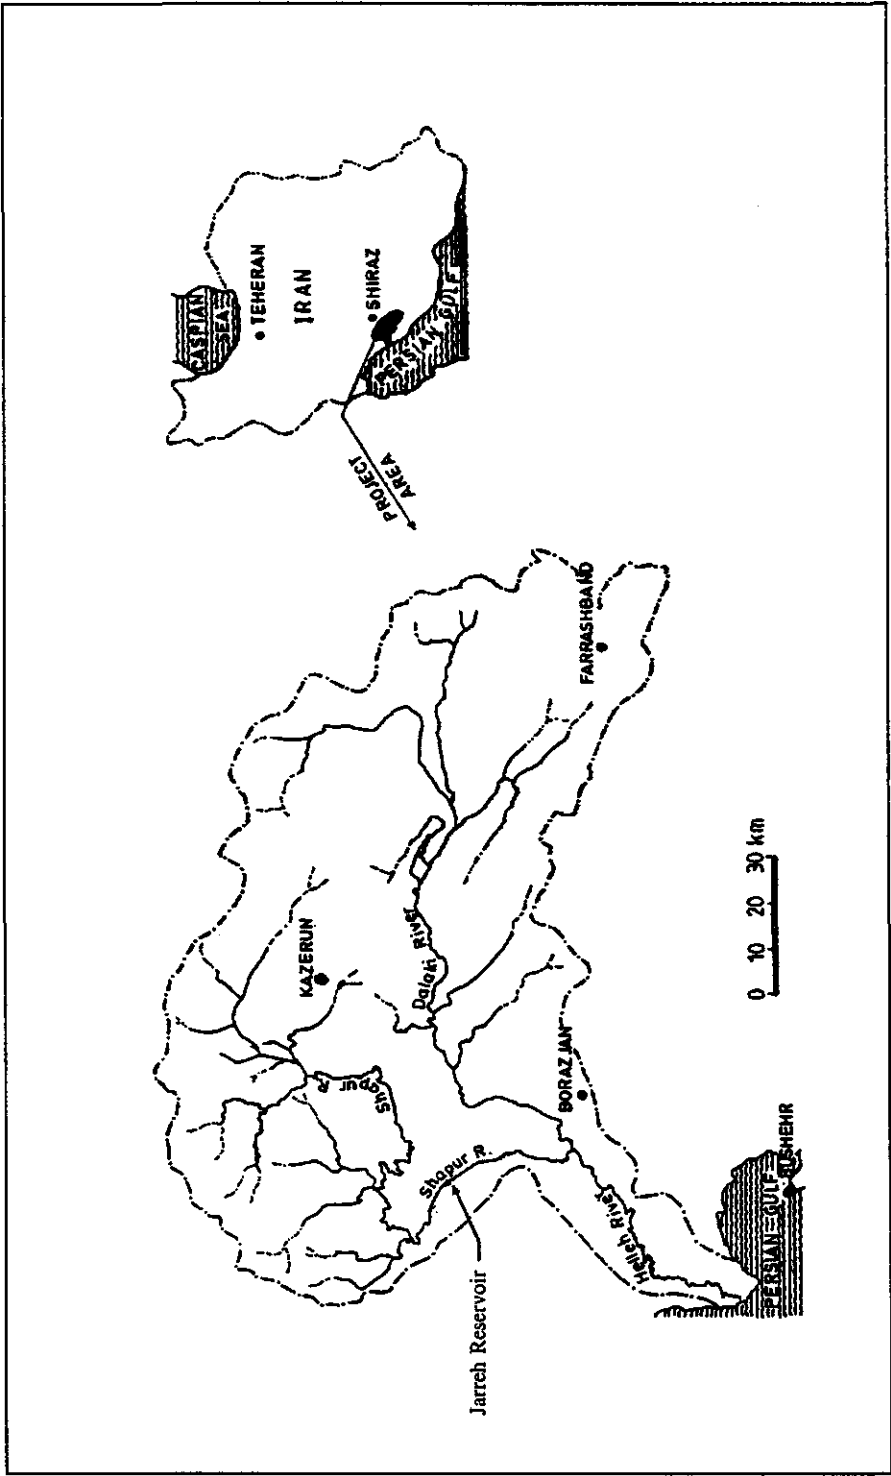 CASPIAN
SEA
TEHERAN
IRAN
SHIRAZ
PERSIAN GULF
PROJECT
AREA
KAZERUN
Shapur R
Dalaki River
FARRASHBAND
Shapur R.
BORAZJAN
Helleh River
Jarreh Reservoir
PERSIAN GULF
BUSHEHR
0 10 20 30 km